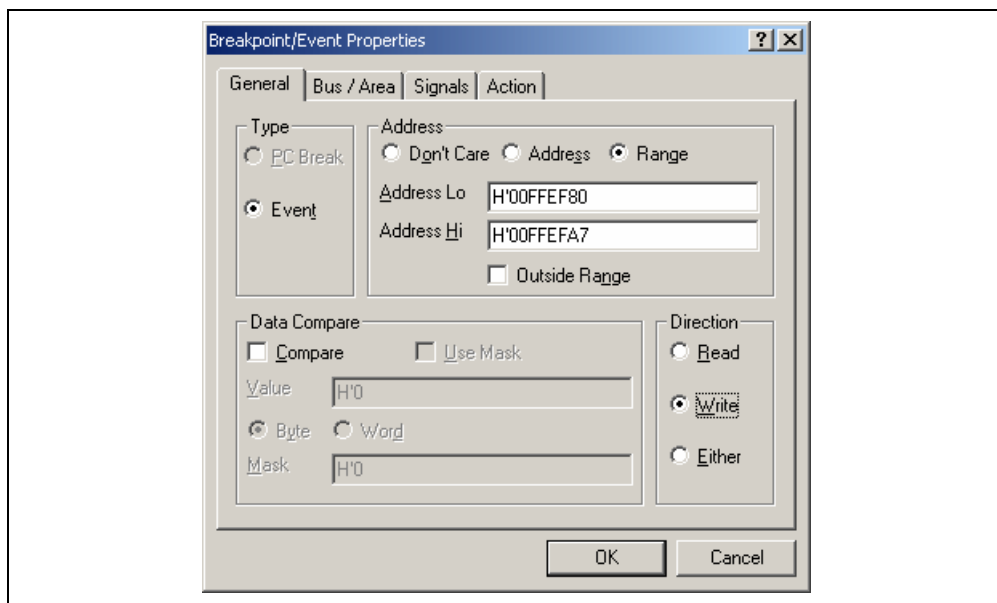 Breakpoint/Event Properties
General Bus / Area Signals Action
Type
PC Break
Event
Address
Don't Care Address Range
Address Lo H'00FFEF80
Address Hi H'00FFEFA7
Outside Range
Data Compare
Compare Use Mask
Value H'0
Byte Word
Mask H'0
Direction
Read
Write
Either
OK Cancel